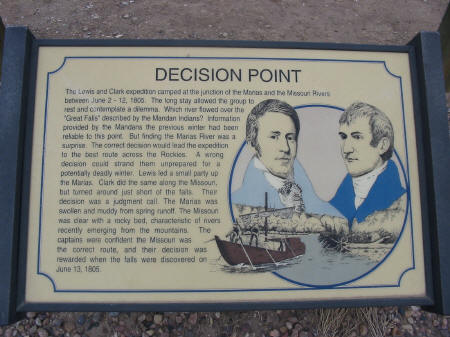 DECISION POINT
The Lewis and Clark expedition camped at the junction of the Marias and the Missouri Rivers
between June 2 - 12, 1805. The long stay allowed the group to
rest and contemplate a dilemma. Which river flowed over the
"Great Falls" described by the Mandan Indians? Information
provided by the Mandans the previous winter had been
reliable to this point. But finding the Marias River was a
surprise. The correct decision would lead the expedition
to the best route across the Rockies. A wrong
decision could strand them unprepared for a
potentially deadly winter. Lewis led a small party up
the Marias. Clark did the same along the Missouri,
but turned around just short of the falls. Their
decision was a judgment call. The Marias was
swollen and muddy from spring runoff. The Missouri
was clear with a rocky bed, characteristic of rivers
recently emerging from the mountains. The
captains were confident the Missouri was
the correct route, and their decision was
rewarded when the falls were discovered on
June 13, 1805.